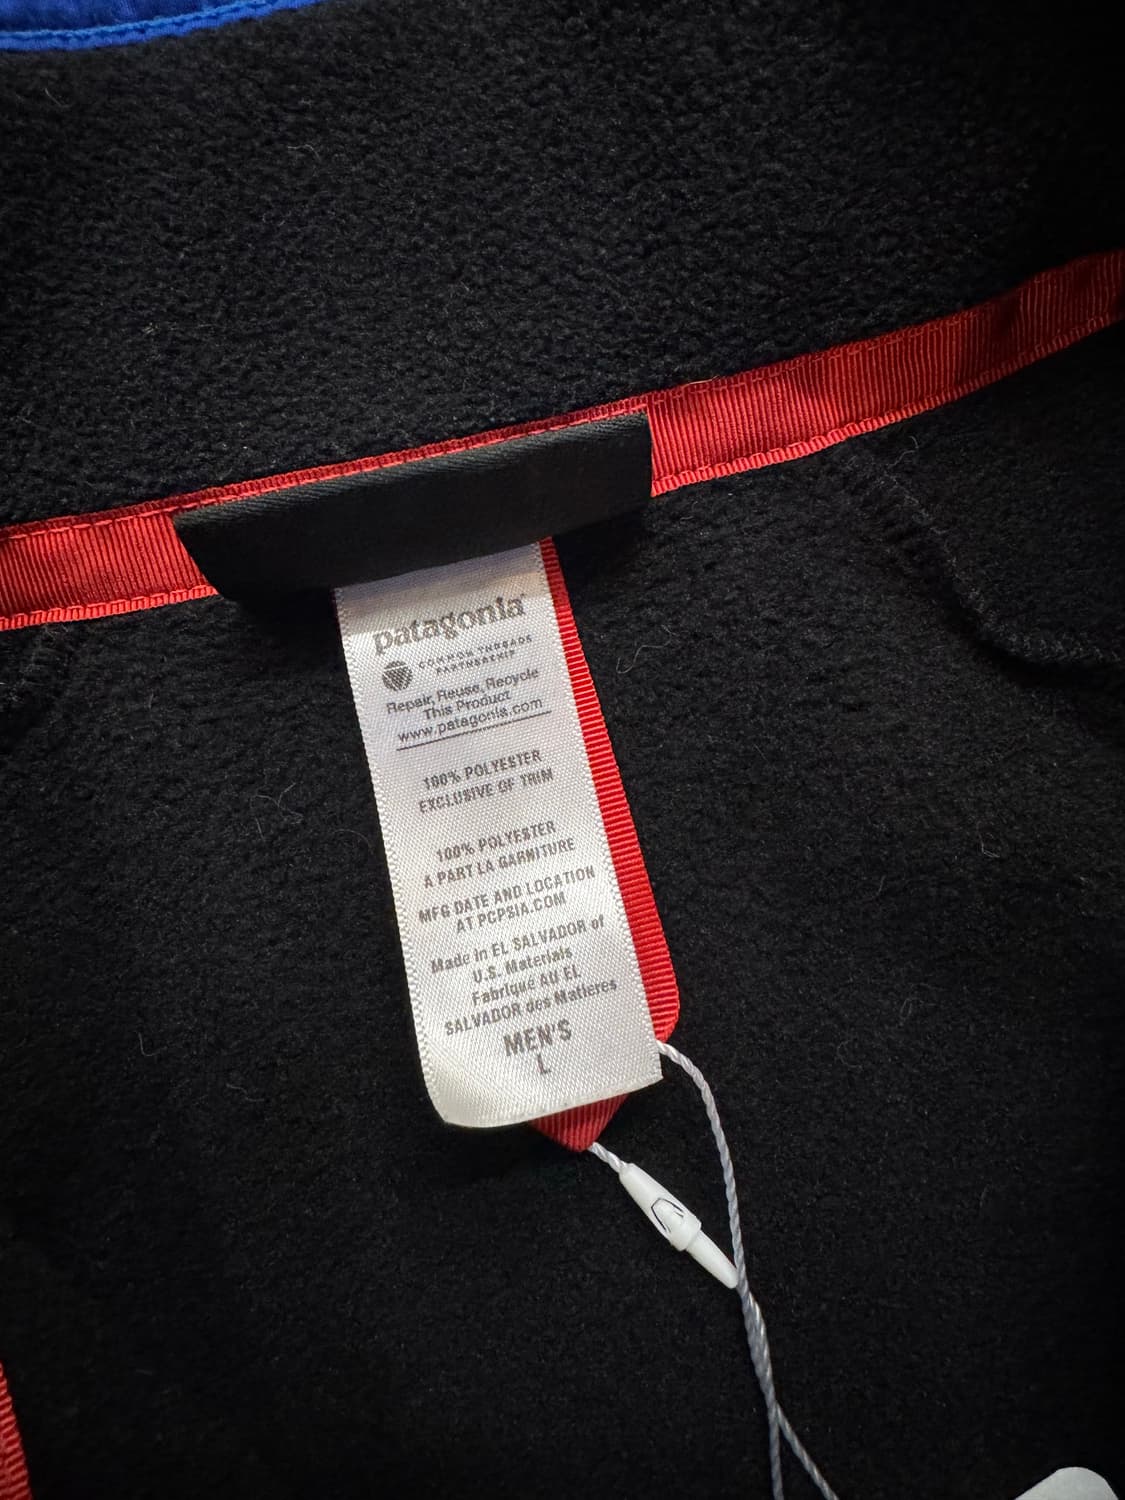 patagonia®
COMMON THREADS
PARTNERSHIP
Repair, Reuse, Recycle
This Product
www.patagonia.com
100% POLYESTER
EXCLUSIVE OF TRIM
100% POLYESTER
A PART LA GARNITURE
MFG DATE AND LOCATION
AT PCPSIA.COM
Made in EL SALVADOR of
U.S. Materials
Fabriqué AU EL
SALVADOR des Matieres
MEN'S
L